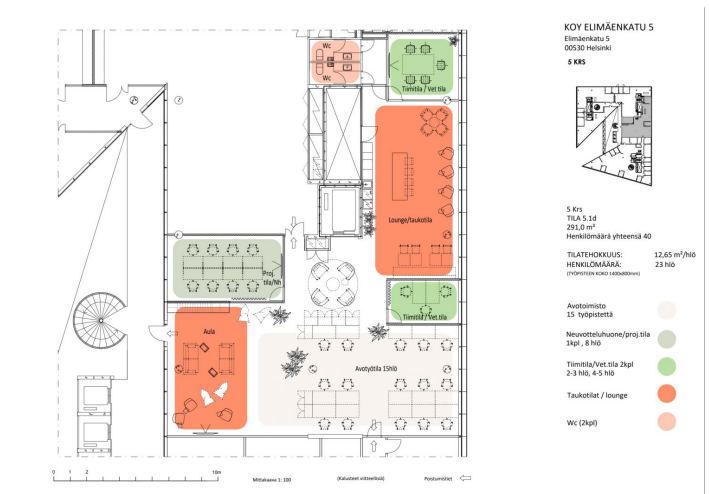 KOY ELIMÄENKATU 5
Elimäenkatu 5
00530 Helsinki
5 KRS
Wc
Wc
Tiimitila / Vet.tila
Lounge/taukotila
Proj.
tila/Nh
Tiimitila / Vet.tila
Aula
Avotyötila 15hlö
5 Krs
TILA 5.1d
291,0 m²
Henkilömäärä yhteensä 40
TILATEHOKKUUS: 12,65 m²/hlö
HENKILÖMÄÄRÄ: 23 hlö
(TYÖPISTEEN KOKO 1400x800mm)
Avotoimisto
15 työpistettä
Neuvotteluhuone/proj.tila
1kpl , 8 hlö
Tiimitila/Vet.tila 2kpl
2-3 hlö, 4-5 hlö
Taukotilat / lounge
Wc (2kpl)
0 1 2 10m
Mittakaava 1: 100
(Kalusteet viitteellisiä)
Poistumistiet